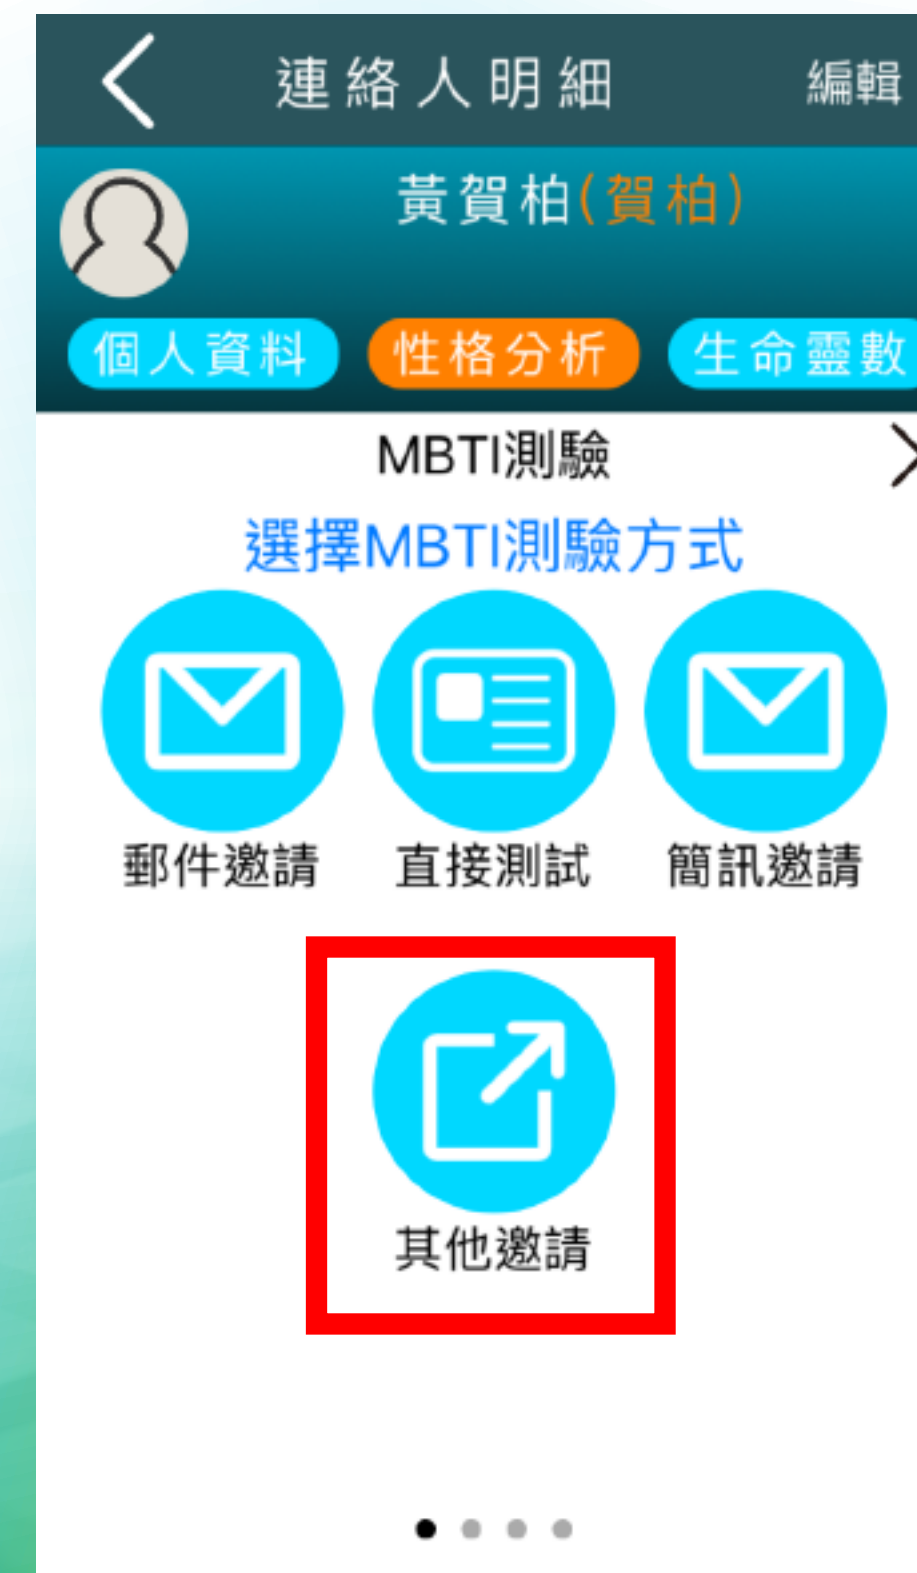 連絡人明細 編輯
黃賀柏(賀柏)
個人資料 性格分析 生命靈數
MBTI測驗
選擇MBTI測驗方式
郵件邀請 直接測試 簡訊邀請
其他邀請